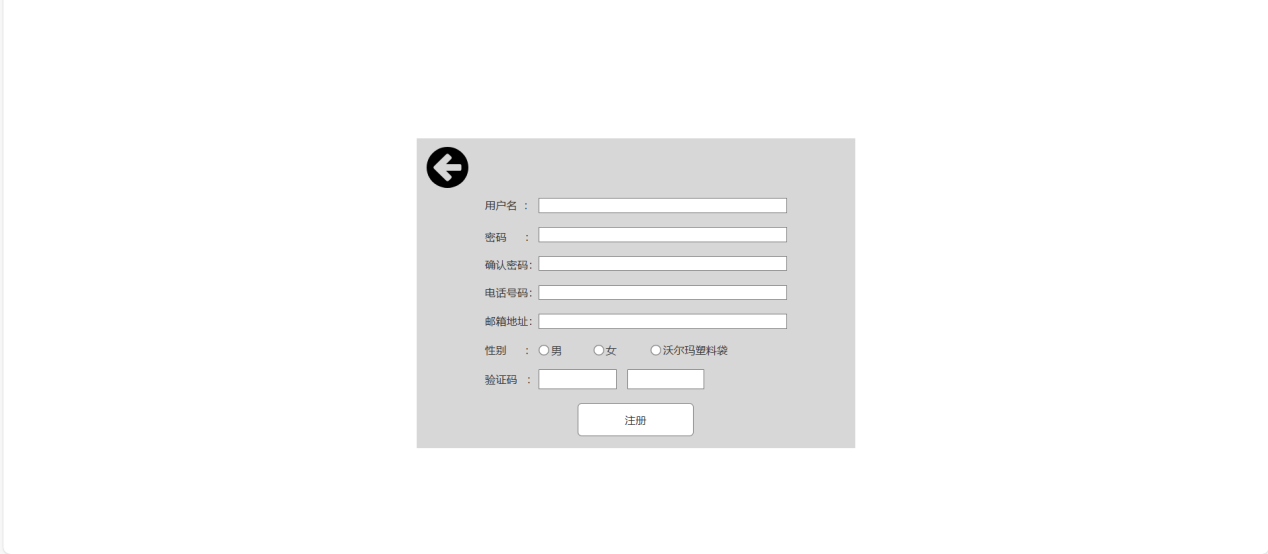 用户名 ：
密码 ：
确认密码：
电话号码：
邮箱地址：
性别 ： 男 女 沃尔玛塑料袋
验证码 ：
注册